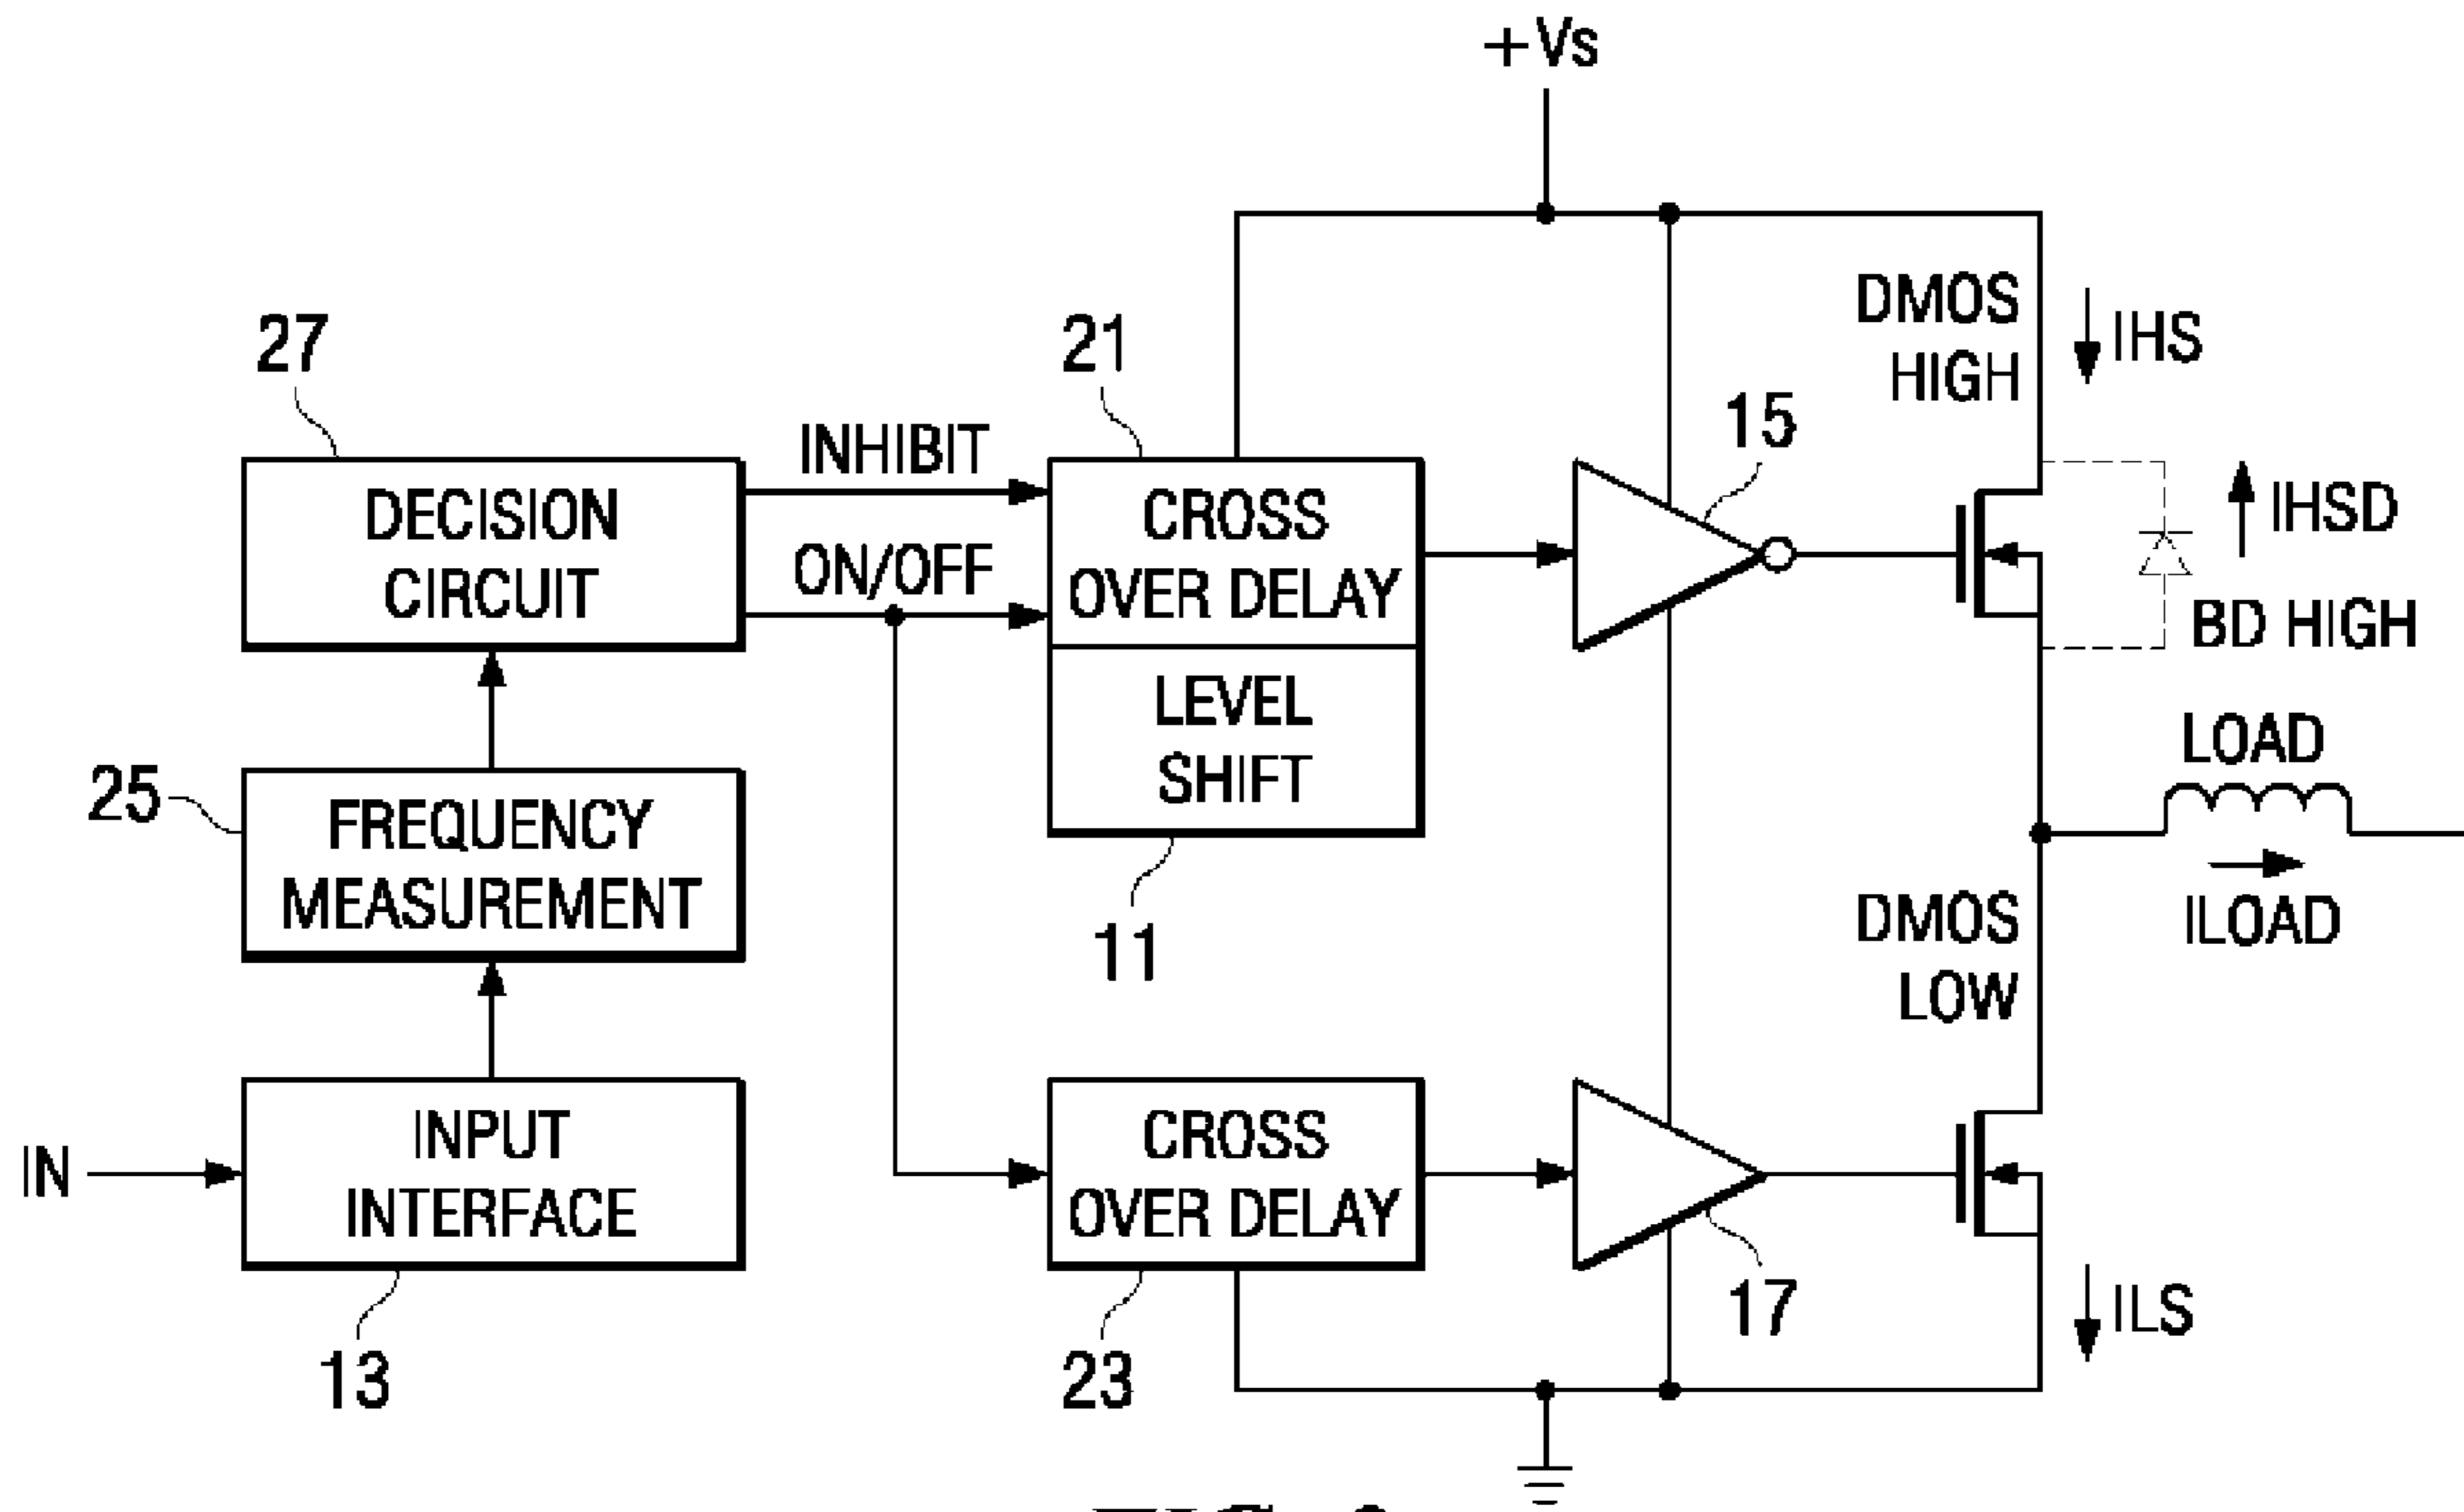 +Vs
DMOS
HIGH
IHS
27
21
15
INHIBIT
DECISION
CIRCUIT
ON/OFF
CROSS
OVER DELAY
IHSD
BD HIGH
LEVEL
SHIFT
LOAD
25
FREQUENCY
MEASUREMENT
11
DMOS
LOW
ILOAD
IN
INPUT
INTERFACE
CROSS
OVER DELAY
13
23
17
ILS